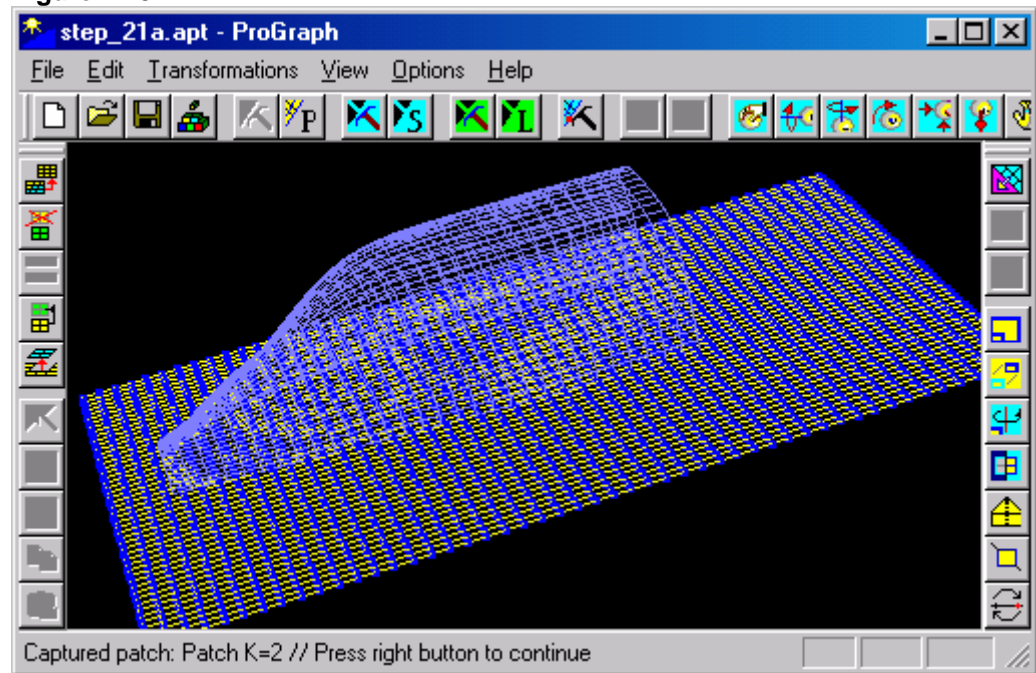 step_21a.apt - ProGraph
File Edit Transformations View Options Help
P S L
Captured patch: Patch K=2 // Press right button to continue